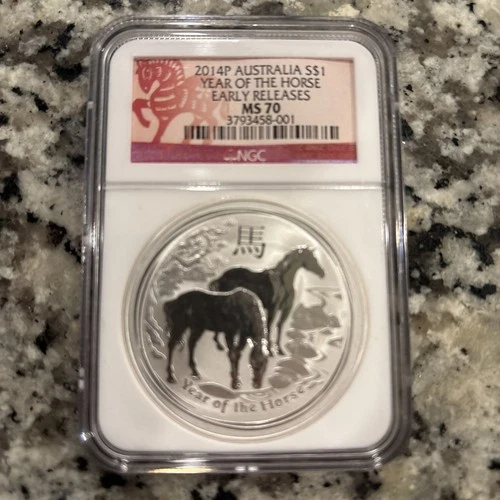 2014P AUSTRALIA S$1
YEAR OF THE HORSE
EARLY RELEASES
MS 70
3793458-001
NGC
馬
Year of the Horse